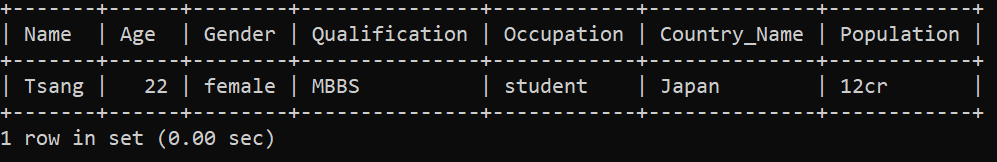 +-------+------+--------+---------------+------------+--------------+------------+
| Name  | Age  | Gender | Qualification | Occupation | Country_Name | Population |
+-------+------+--------+---------------+------------+--------------+------------+
| Tsang |   22 | female | MBBS          | student    | Japan        | 12cr       |
+-------+------+--------+---------------+------------+--------------+------------+
1 row in set (0.00 sec)